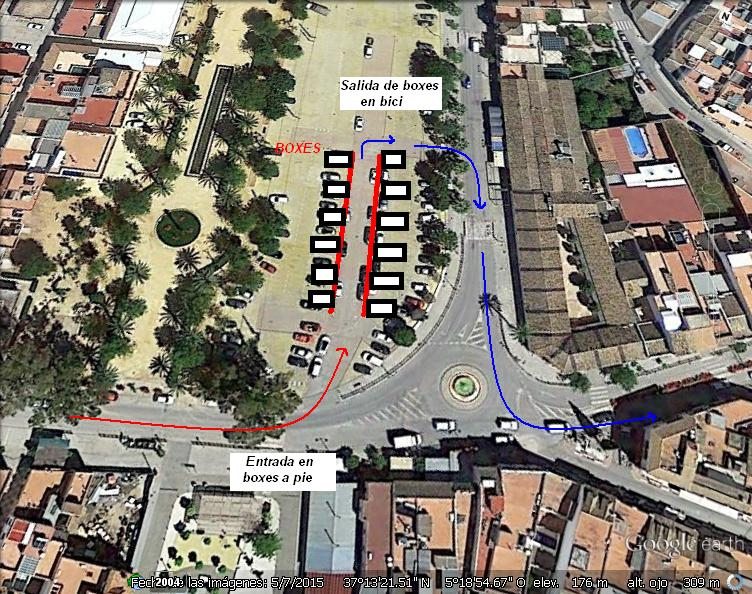 N
Salida de boxes
en bici
BOXES
Entrada en
boxes a pie
Google earth
2004
de las imágenes: 5/7/2015 37°13'21.51" N 5°18'54.67" O elev. 176 m alt. ojo 309 m